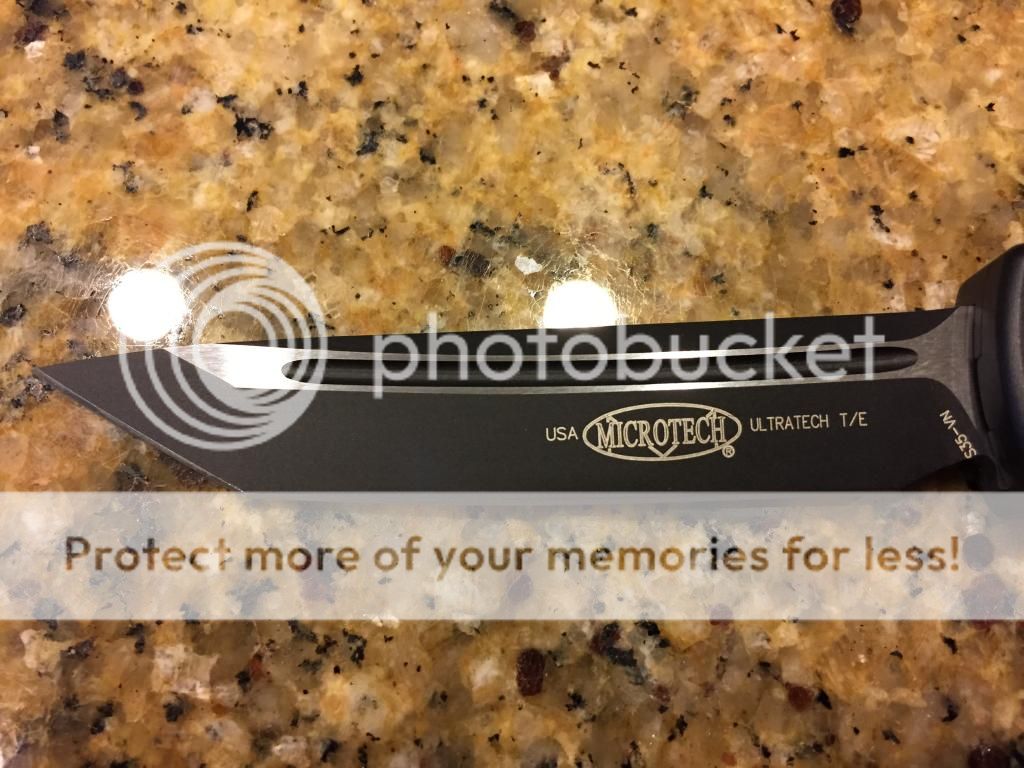 photobucket
USA MICROTECH® ULTRATECH T/E
S35-VN
Protect more of your memories for less!